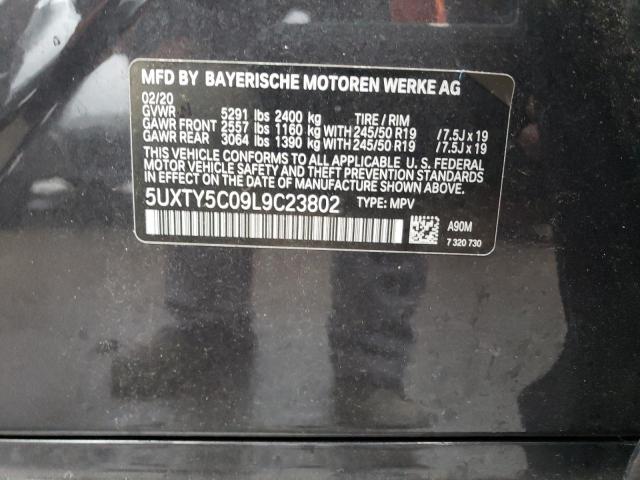 MFD BY BAYERISCHE MOTOREN WERKE AG
02/20
GVWR 5291 lbs 2400 kg TIRE / RIM
GAWR FRONT 2557 lbs 1160 kg WITH 245/50 R19 /7.5J x 19
GAWR REAR 3064 lbs 1390 kg WITH 245/50 R19 /7.5J x 19
THIS VEHICLE CONFORMS TO ALL APPLICABLE U. S. FEDERAL
MOTOR VEHICLE SAFETY AND THEFT PREVENTION STANDARDS
IN EFFECT ON THE DATE OF MANUFACTURE SHOWN ABOVE.
5UXTY5C09L9C23802 TYPE: MPV
A90M
7 320 730